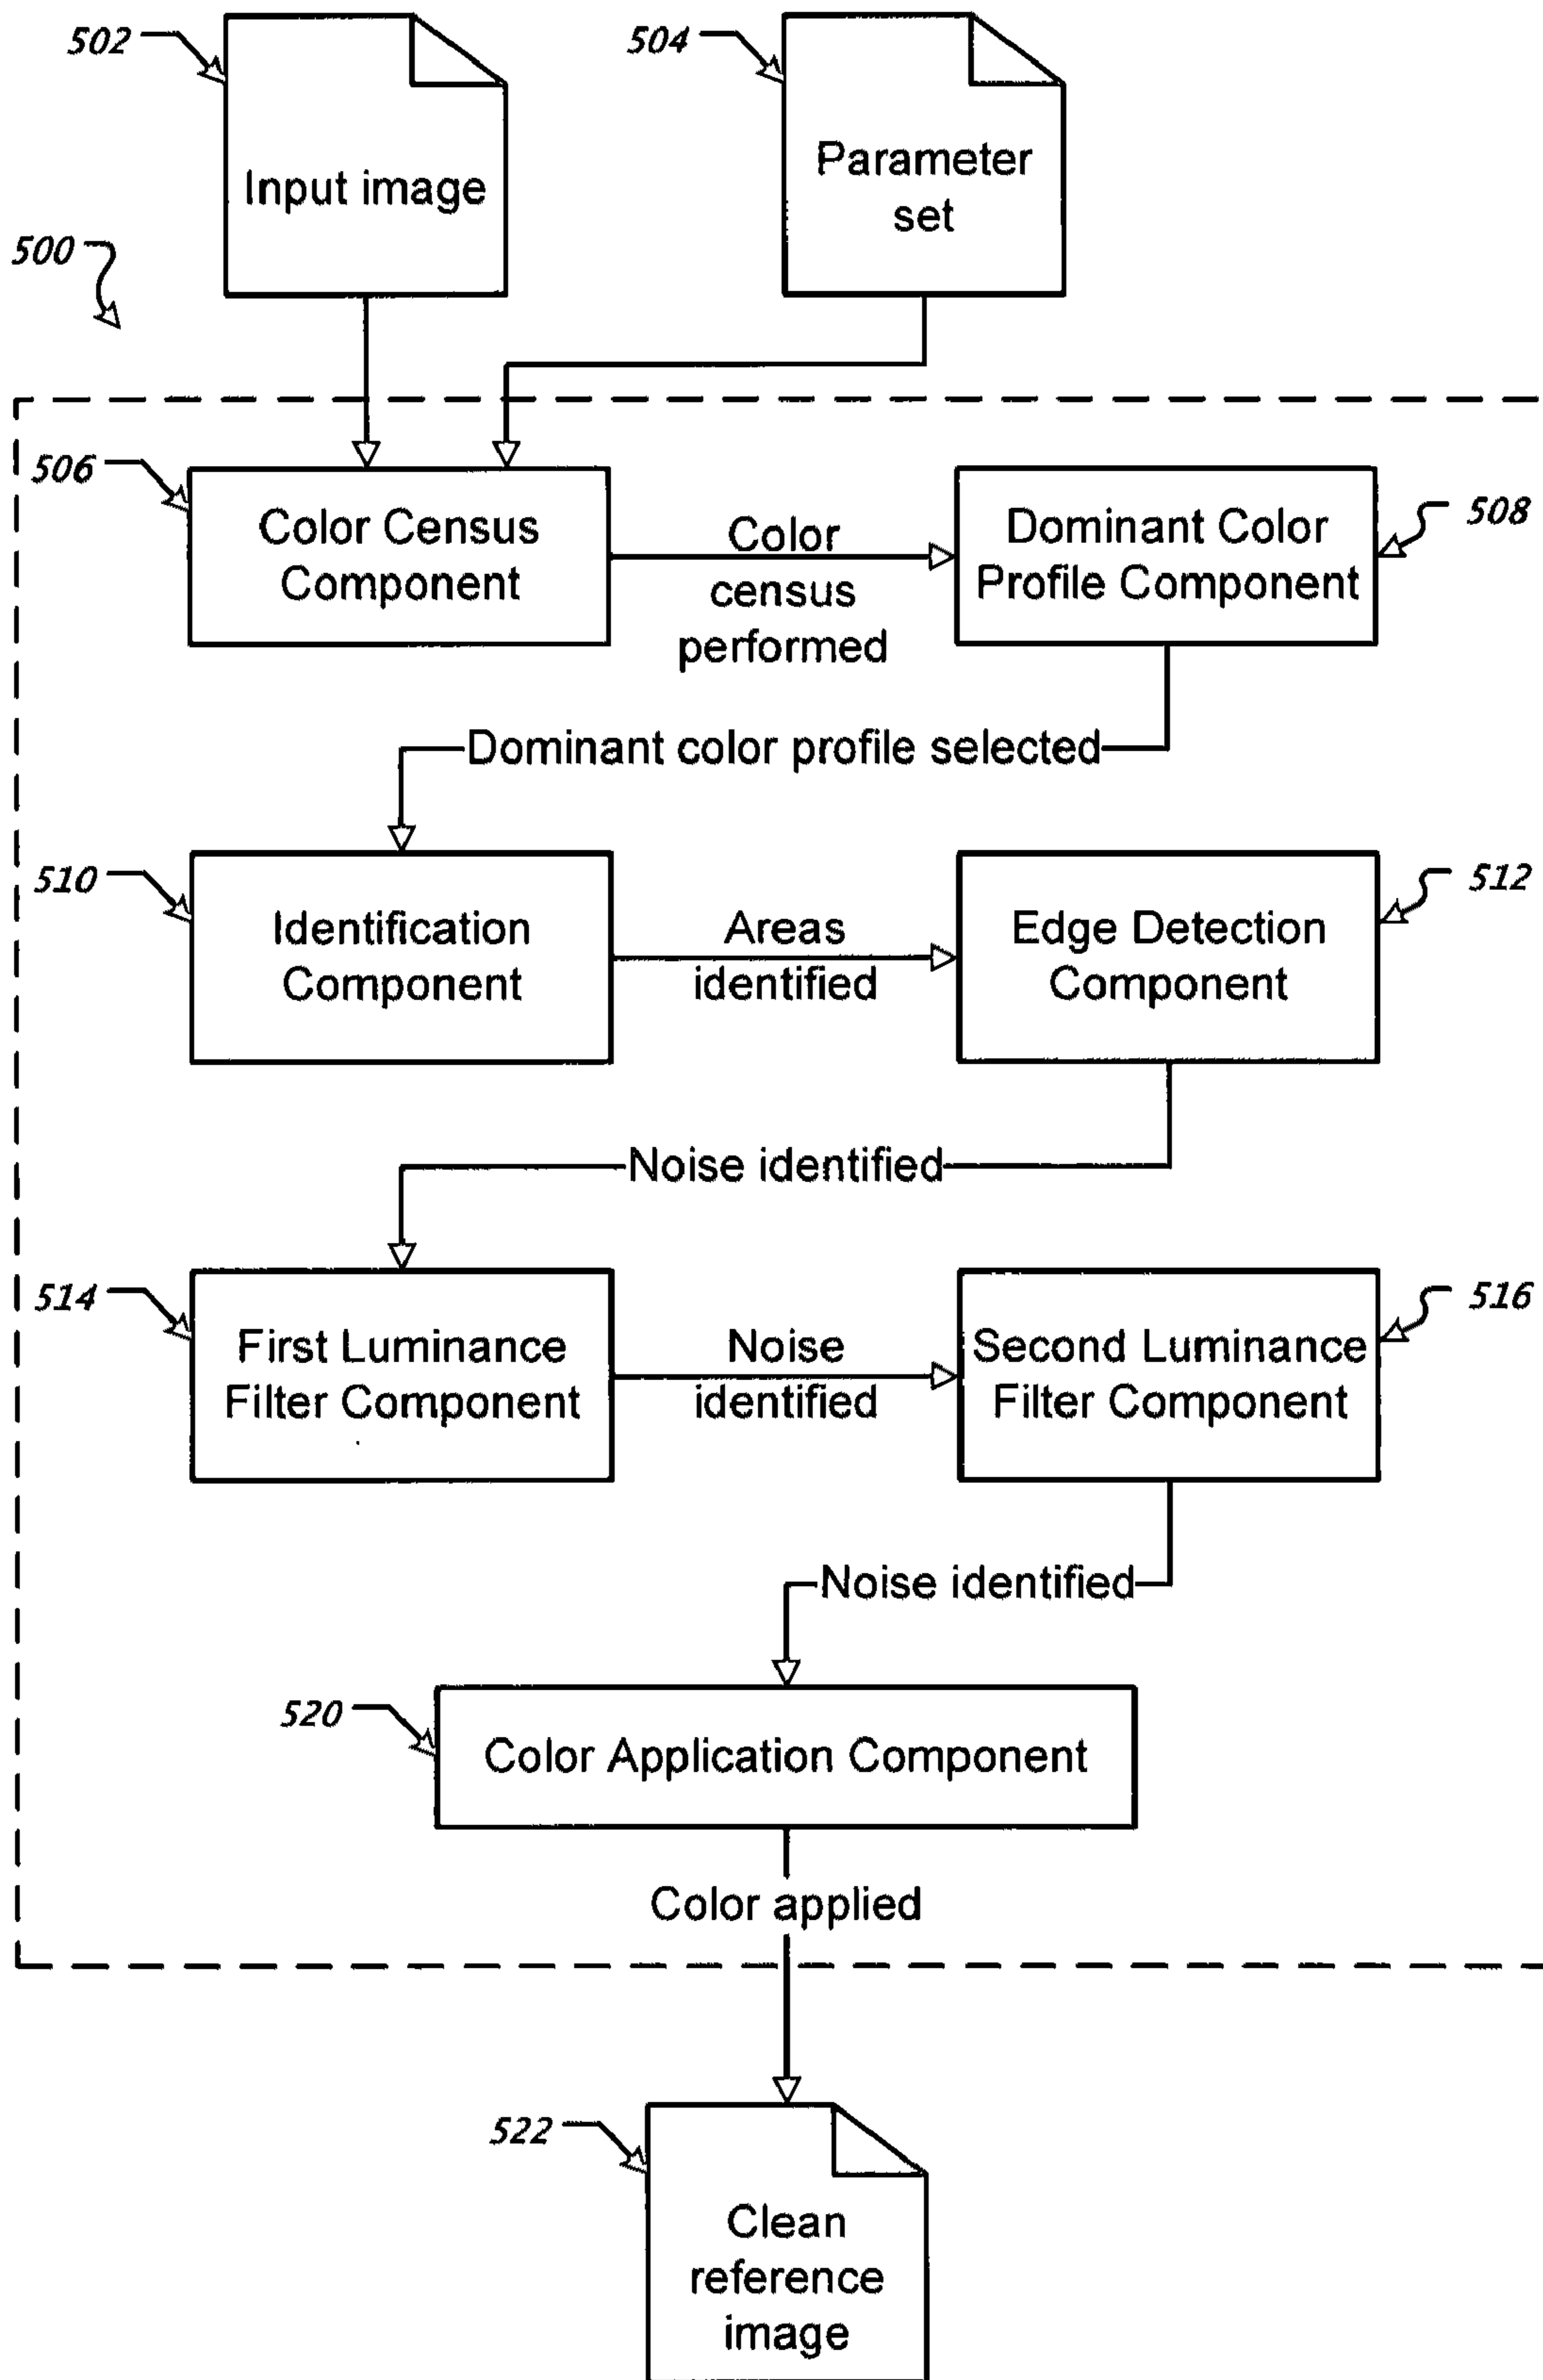 502
504
Input image
Parameter
set
500
506
Color Census
Component
Color
census
performed
Dominant Color
Profile Component
508
Dominant color profile selected
510
Identification
Component
Areas
identified
Edge Detection
Component
512
Noise identified
514
First Luminance
Filter Component
Noise
identified
Second Luminance
Filter Component
516
Noise identified
520
Color Application Component
Color applied
522
Clean
reference
image